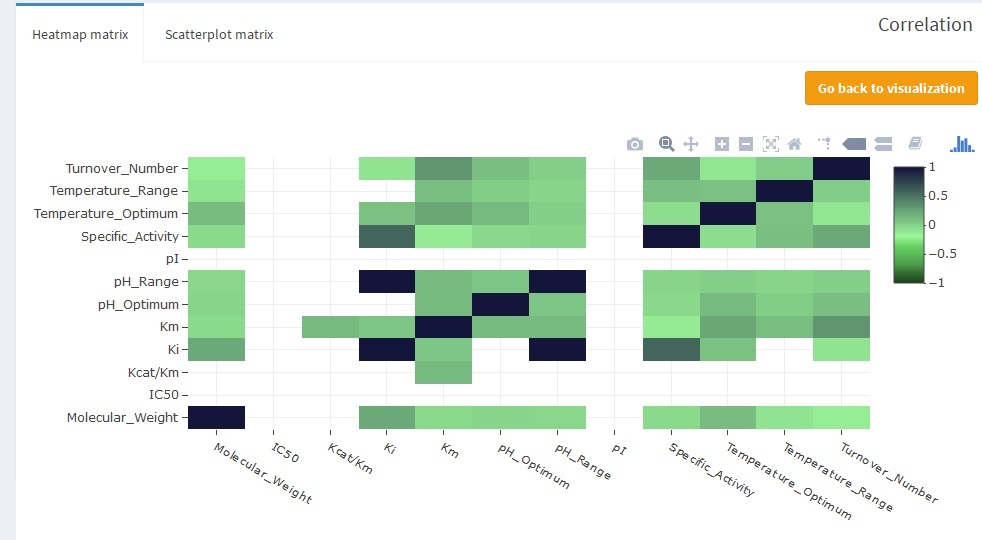 Heatmap matrix
Scatterplot matrix
Correlation
Go back to visualization
Turnover_Number
Temperature_Range
Temperature_Optimum
Specific_Activity
pI
pH_Range
pH_Optimum
Km
Ki
Kcat/Km
IC50
Molecular_Weight
1
0.5
0
−0.5
−1
Molecular_Weight
IC50
Kcat/Km
Ki
Km
pH_Optimum
pH_Range
pI
Specific_Activity
Temperature_Optimum
Temperature_Range
Turnover_Number